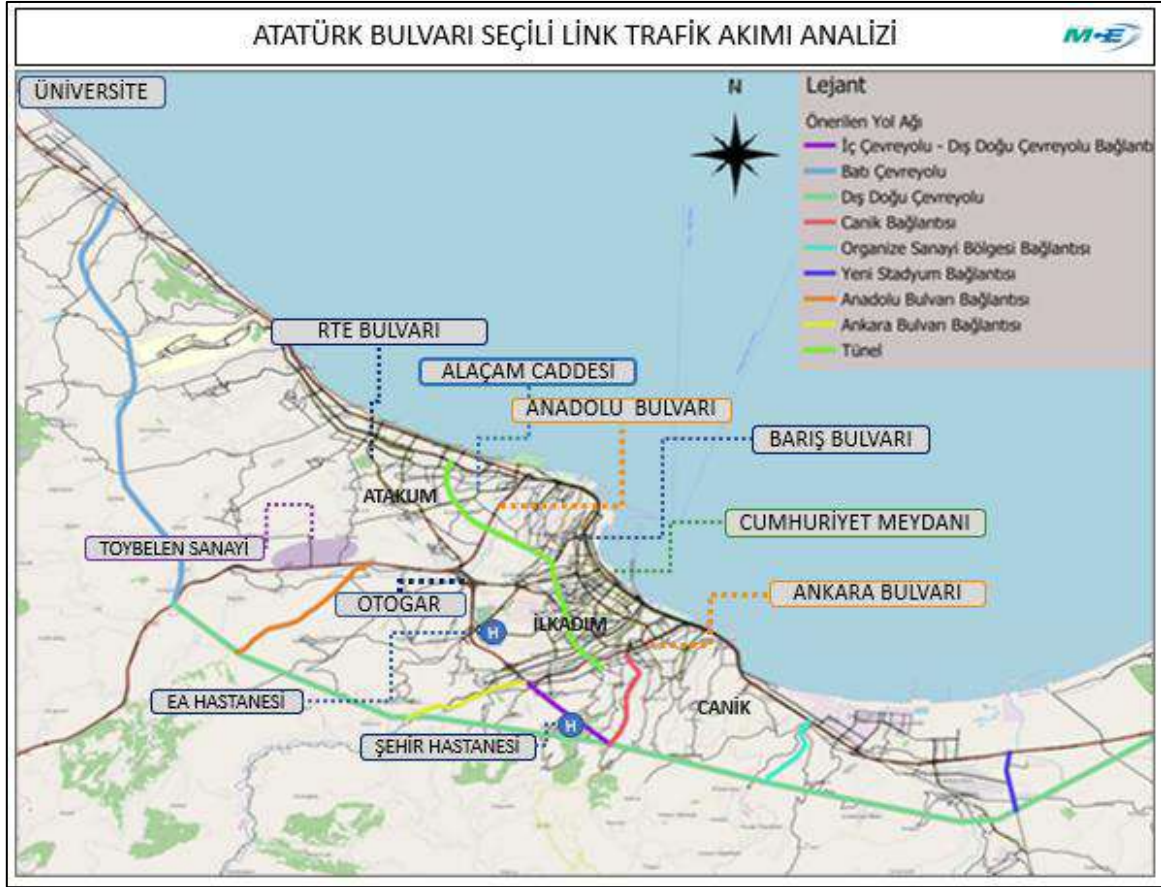 ATATÜRK BULVARI SEÇİLİ LİNK TRAFİK AKIMI ANALİZİ
M+E
ÜNİVERSİTE
N
Lejant
Önerilen Yol Ağı
İç Çevreyolu - Dış Doğu Çevreyolu Bağlantı
Batı Çevreyolu
Dış Doğu Çevreyolu
Canik Bağlantısı
Organize Sanayi Bölgesi Bağlantısı
Yeni Stadyum Bağlantısı
Anadolu Bulvarı Bağlantısı
Ankara Bulvarı Bağlantısı
Tünel
RTE BULVARI
ALAÇAM CADDESİ
ANADOLU BULVARI
BARIŞ BULVARI
ATAKUM
CUMHURİYET MEYDANI
TOYBELEN SANAYİ
OTOGAR
ANKARA BULVARI
İLKADIM
H
EA HASTANESİ
CANİK
ŞEHİR HASTANESİ
H